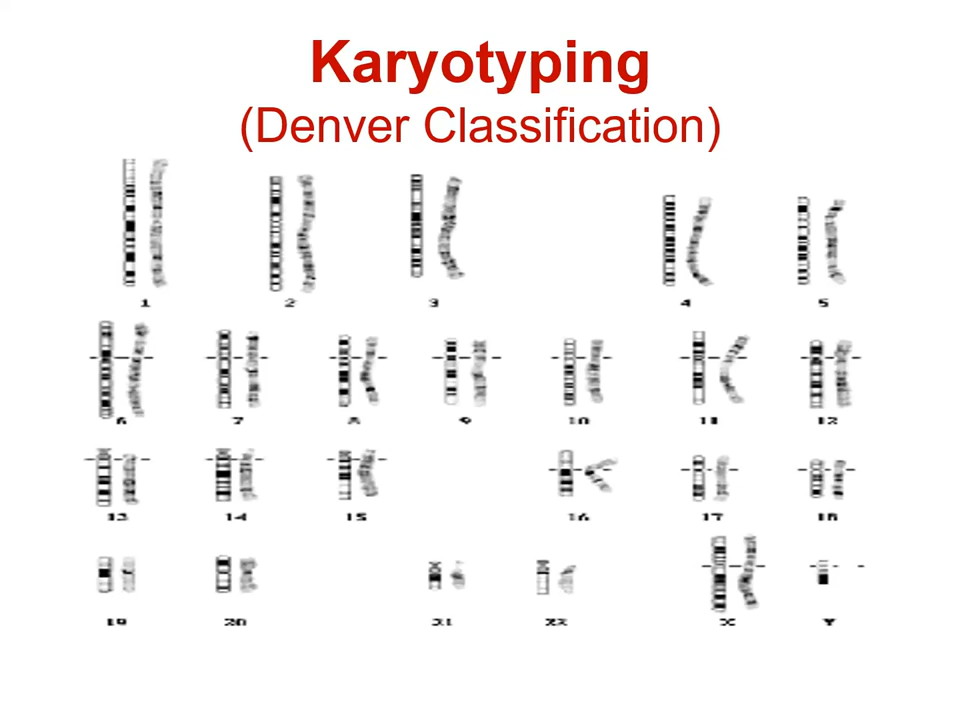 Karyotyping
(Denver Classification)
1 2 3 4 5
6 7 8 9 10 11 12
13 14 15 16 17 18
19 20 21 22 X Y